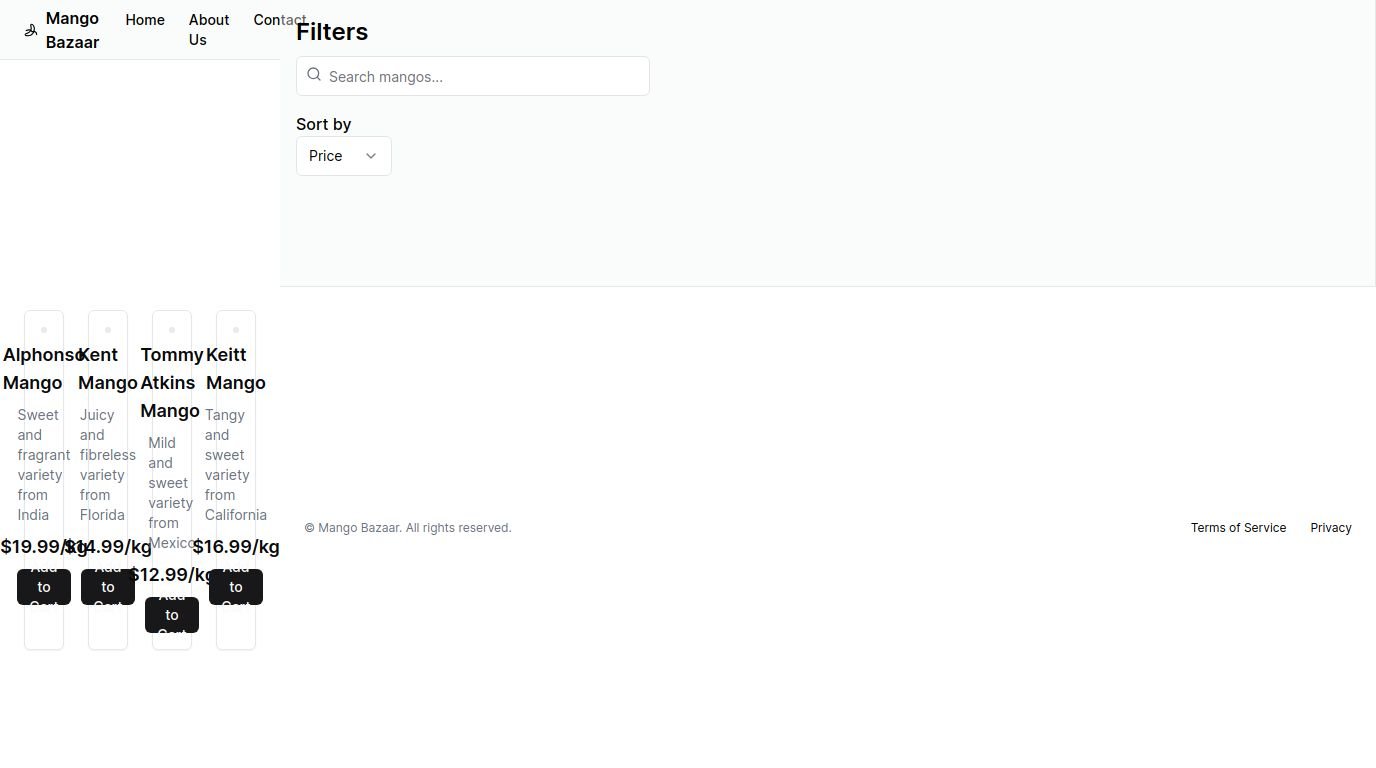 Mango
Bazaar
Home
About
Us
Contact
Filters
Search mangos...
Sort by
Price
Alphonso
Mango
Sweet
and
fragrant
variety
from
India
$19.99/kg
Add
to
Cart
Kent
Mango
Juicy
and
fibreless
variety
from
Florida
$14.99/kg
Add
to
Cart
Tommy
Atkins
Mango
Mild
and
sweet
variety
from
Mexico
$12.99/kg
Add
to
Cart
Keitt
Mango
Tangy
and
sweet
variety
from
California
$16.99/kg
Add
to
Cart
© Mango Bazaar. All rights reserved.
Terms of Service
Privacy